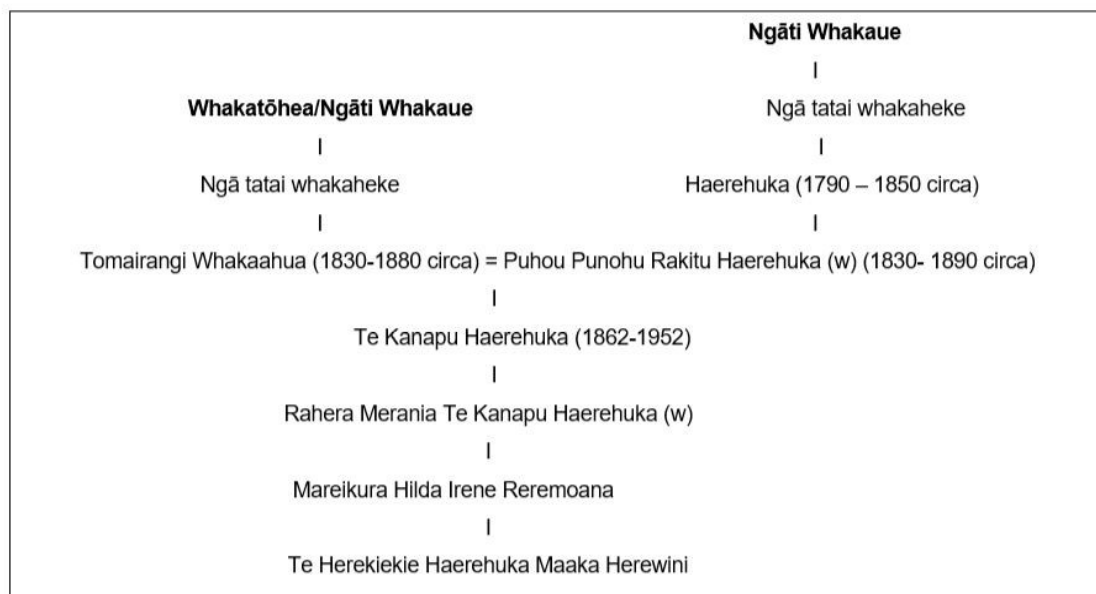 Ngāti Whakaue
|
Whakatōhea/Ngāti Whakaue Ngā tatai whakaheke
| |
Ngā tatai whakaheke Haerehuka (1790 – 1850 circa)
| |
Tomairangi Whakaahua (1830-1880 circa) = Puhou Punohu Rakitu Haerehuka (w) (1830- 1890 circa)
|
Te Kanapu Haerehuka (1862-1952)
|
Rahera Merania Te Kanapu Haerehuka (w)
|
Mareikura Hilda Irene Reremoana
|
Te Herekiekie Haerehuka Maaka Herewini